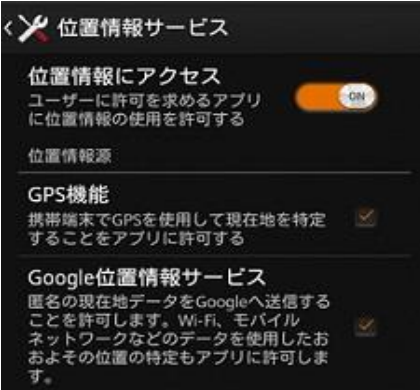 位置情報サービス
位置情報にアクセス
ユーザーに許可を求めるアプリ
に位置情報の使用を許可する
ON
位置情報源
GPS機能
携帯端末でGPSを使用して現在地を特定
することをアプリに許可する
Google位置情報サービス
匿名の現在地データをGoogleへ送信する
ことを許可します。Wi-Fi、モバイル
ネットワークなどのデータを使用したお
およその位置の特定もアプリに許可しま
す。